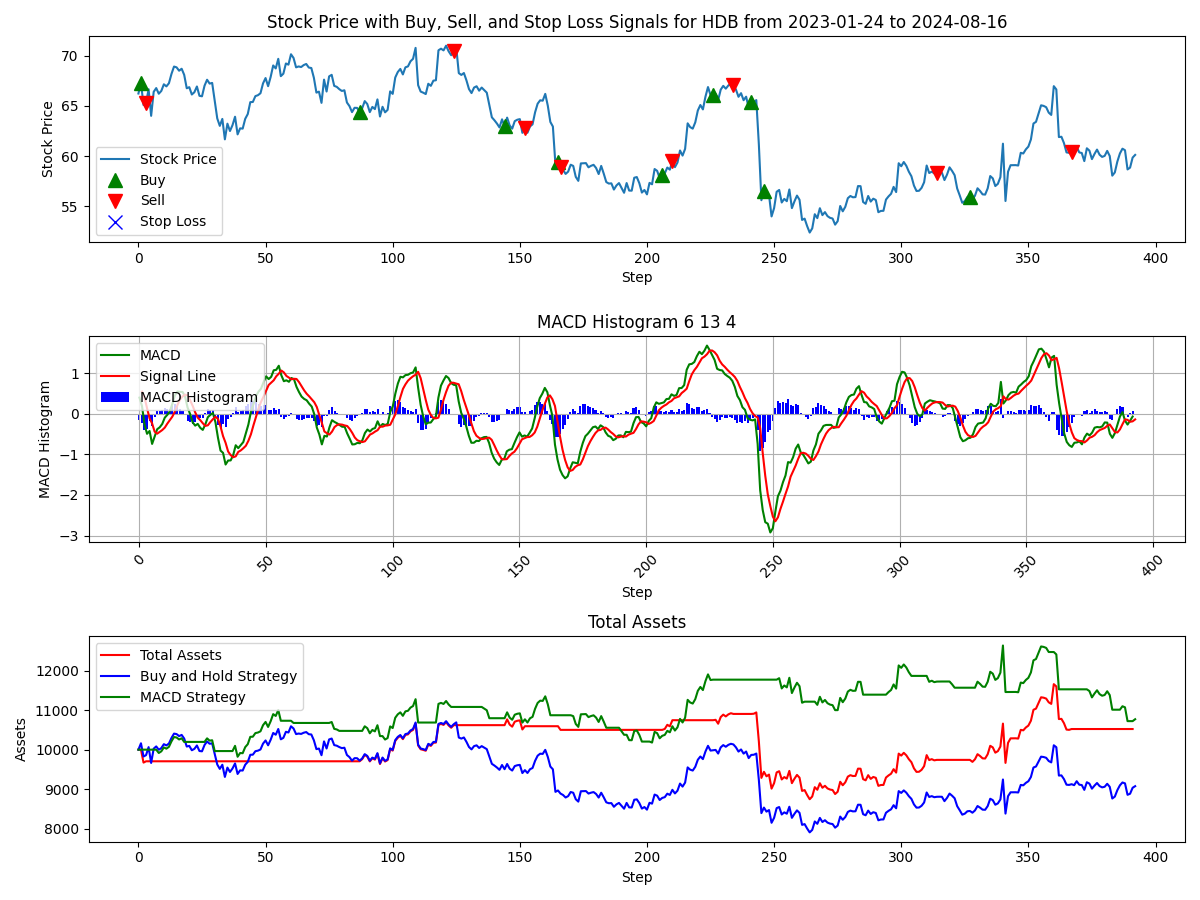 Stock Price with Buy, Sell, and Stop Loss Signals for HDB from 2023-01-24 to 2024-08-16
Stock Price
70
65
60
55
Stock Price
Buy
Sell
Stop Loss
0 50 100 150 200 250 300 350 400
Step
MACD Histogram 6 13 4
MACD Histogram
1
0
−1
−2
−3
MACD
Signal Line
MACD Histogram
0 50 100 150 200 250 300 350 400
Step
Total Assets
Assets
12000
11000
10000
9000
8000
Total Assets
Buy and Hold Strategy
MACD Strategy
0 50 100 150 200 250 300 350 400
Step